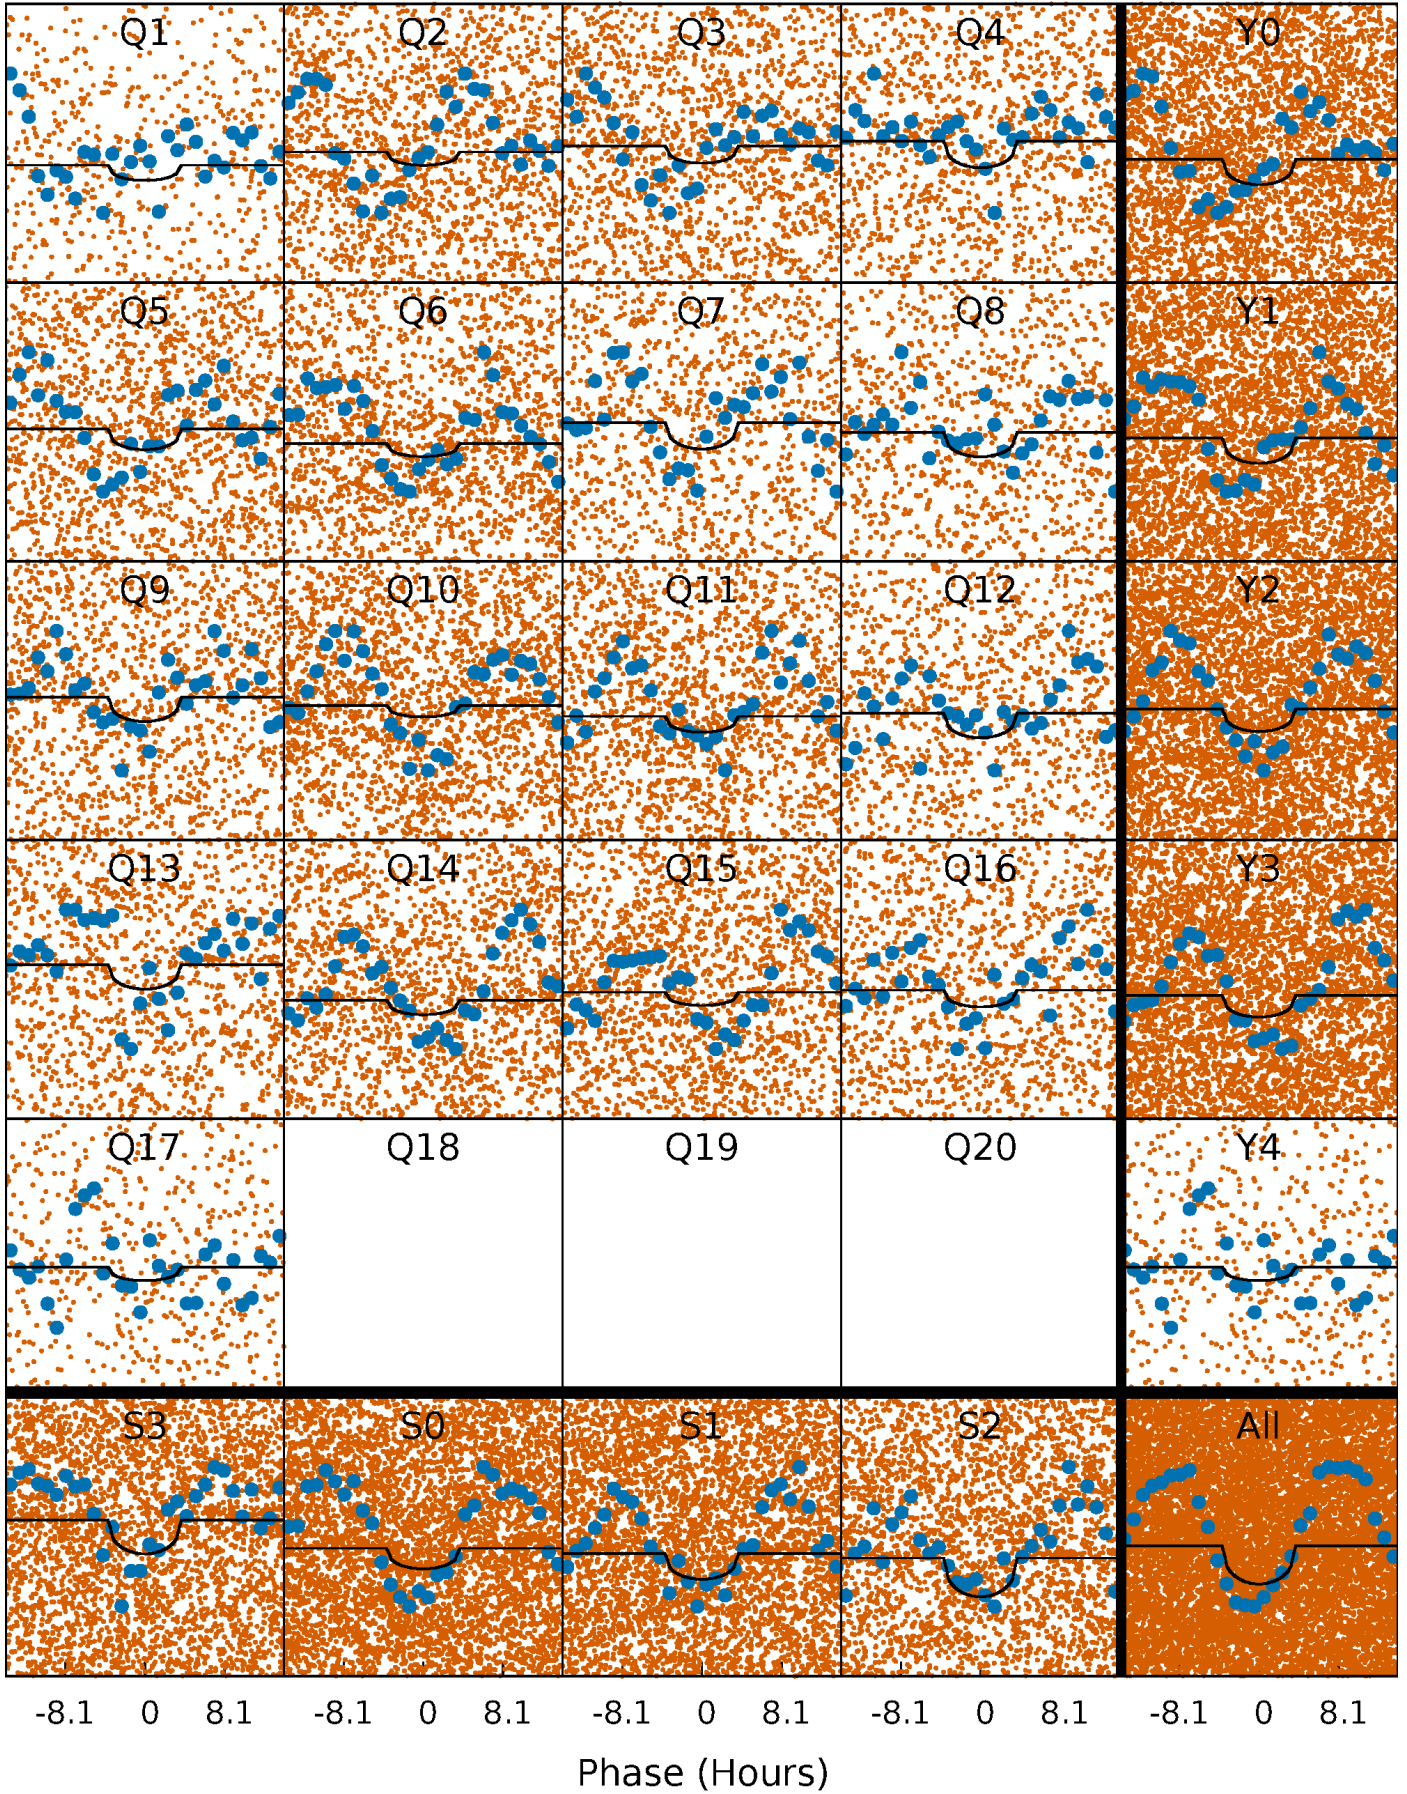 Q1 Q2 Q3 Q4 Y0
Q5 Q6 Q7 Q8 Y1
Q9 Q10 Q11 Q12 Y2
Q13 Q14 Q15 Q16 Y3
Q17 Q18 Q19 Q20 Y4
S3 S0 S1 S2 All
-8.1 0 8.1 -8.1 0 8.1 -8.1 0 8.1 -8.1 0 8.1 -8.1 0 8.1
Phase (Hours)